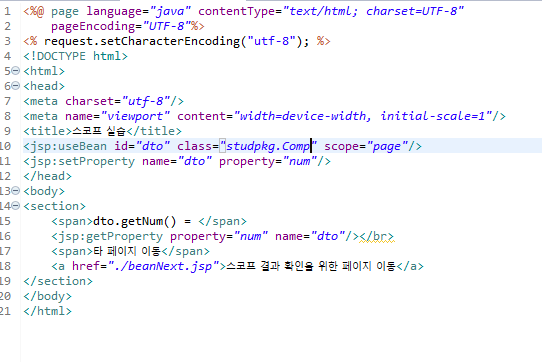 1 <%@ page language="java" contentType="text/html; charset=UTF-8"
2     pageEncoding="UTF-8"%>
3 <% request.setCharacterEncoding("utf-8"); %>
4 <!DOCTYPE html>
5 <html>
6 <head>
7 <meta charset="utf-8"/>
8 <meta name="viewport" content="width=device-width, initial-scale=1"/>
9 <title>스코프 실습</title>
10 <jsp:useBean id="dto" class="studpkg.Comp" scope="page"/>
11 <jsp:setProperty name="dto" property="num"/>
12 </head>
13 <body>
14 <section>
15     <span>dto.getNum() = </span>
16     <jsp:getProperty property="num" name="dto"/></br>
17     <span>타 페이지 이동</span>
18     <a href="./beanNext.jsp">스코프 결과 확인을 위한 페이지 이동</a>
19 </section>
20 </body>
21 </html>